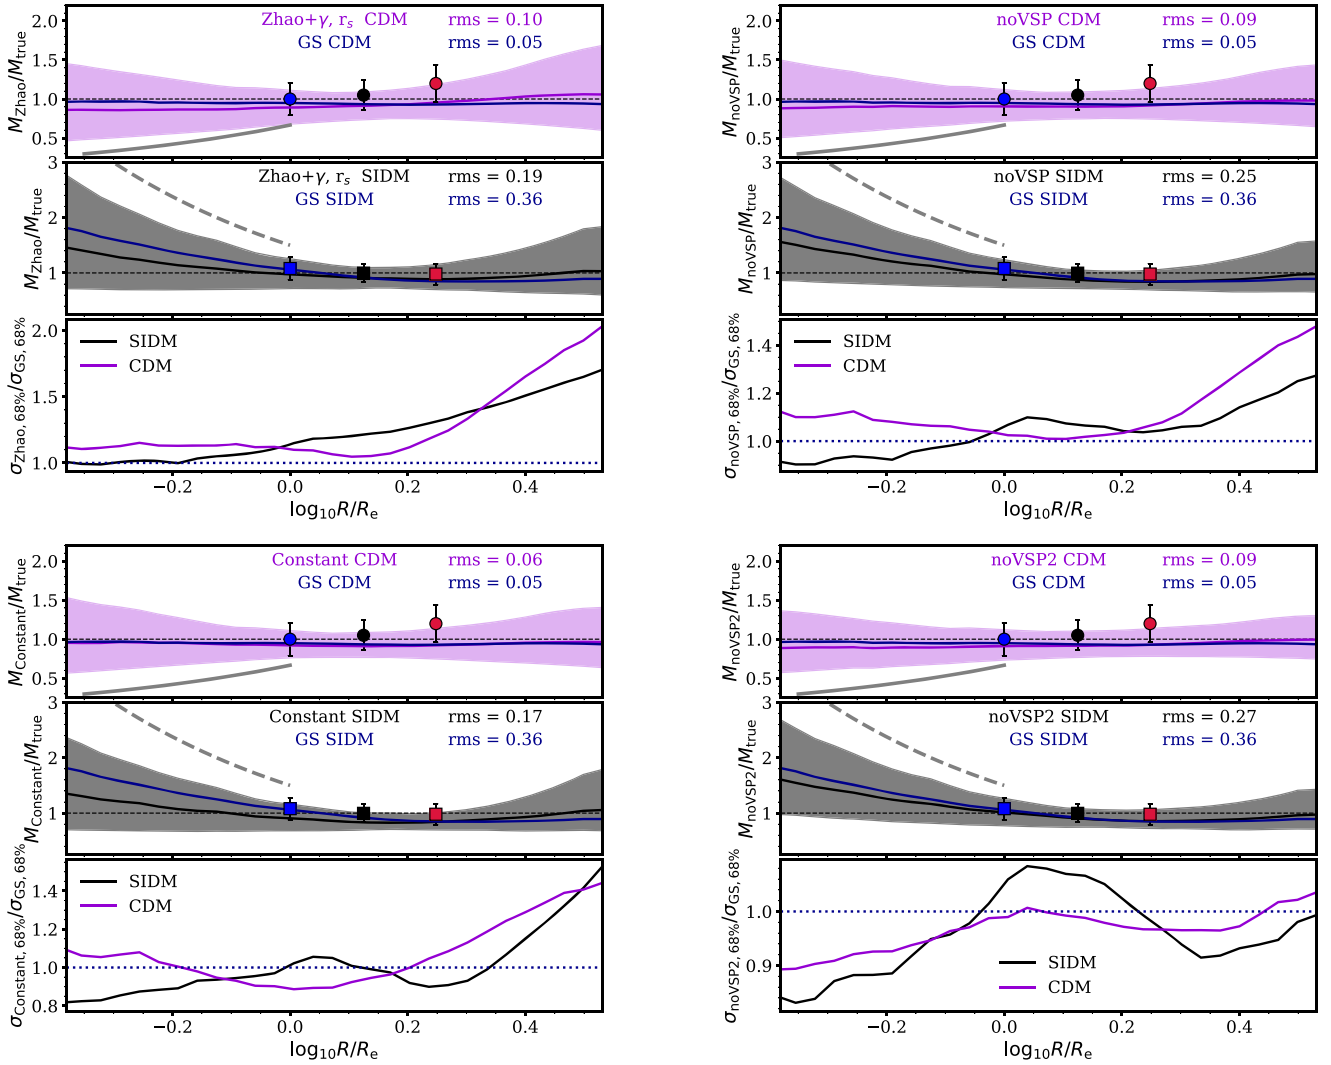 Zhao+γ, rₛ CDM rms = 0.10
GS CDM rms = 0.05
M_Zhao/M_true
2.0
1.5
1.0
0.5
Zhao+γ, rₛ SIDM rms = 0.19
GS SIDM rms = 0.36
M_Zhao/M_true
3
2
1
SIDM
CDM
σ_Zhao, 68%/σ_GS, 68%
2.0
1.5
1.0
−0.2 0.0 0.2 0.4
log₁₀R/Rₑ
noVSP CDM rms = 0.09
GS CDM rms = 0.05
M_noVSP/M_true
2.0
1.5
1.0
0.5
noVSP SIDM rms = 0.25
GS SIDM rms = 0.36
M_noVSP/M_true
3
2
1
SIDM
CDM
σ_noVSP, 68%/σ_GS, 68%
1.4
1.2
1.0
−0.2 0.0 0.2 0.4
log₁₀R/Rₑ
Constant CDM rms = 0.06
GS CDM rms = 0.05
M_Constant/M_true
2.0
1.5
1.0
0.5
Constant SIDM rms = 0.17
GS SIDM rms = 0.36
M_Constant/M_true
3
2
1
SIDM
CDM
σ_Constant, 68%/σ_GS, 68%
1.4
1.2
1.0
0.8
−0.2 0.0 0.2 0.4
log₁₀R/Rₑ
noVSP2 CDM rms = 0.09
GS CDM rms = 0.05
M_noVSP2/M_true
2.0
1.5
1.0
0.5
noVSP2 SIDM rms = 0.27
GS SIDM rms = 0.36
M_noVSP2/M_true
3
2
1
SIDM
CDM
σ_noVSP2, 68%/σ_GS, 68%
1.0
0.9
−0.2 0.0 0.2 0.4
log₁₀R/Rₑ